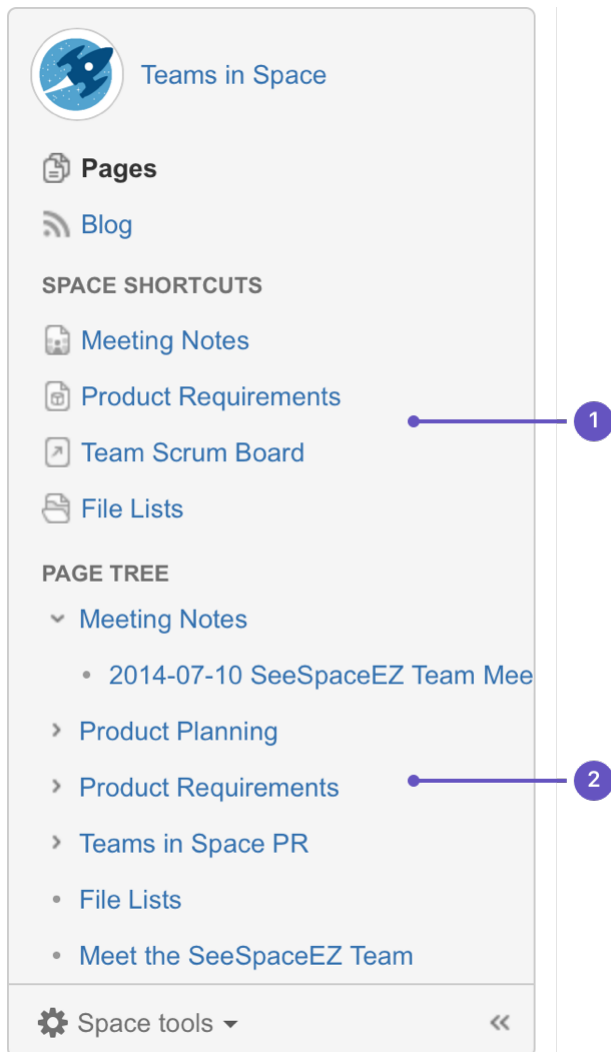 Teams in Space
Pages
Blog
SPACE SHORTCUTS
Meeting Notes
Product Requirements
1
Team Scrum Board
File Lists
PAGE TREE
Meeting Notes
2014-07-10 SeeSpaceEZ Team Mee
Product Planning
Product Requirements
2
Teams in Space PR
File Lists
Meet the SeeSpaceEZ Team
Space tools